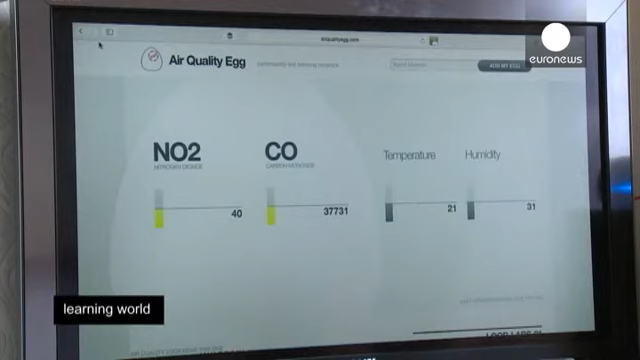 airqualityegg.com
Air Quality Egg
ADD MY EGG
euronews
NO2
CO
Temperature
Humidity
NITROGEN DIOXIDE
CARBON MONOXIDE
40
37731
21
31
learning world